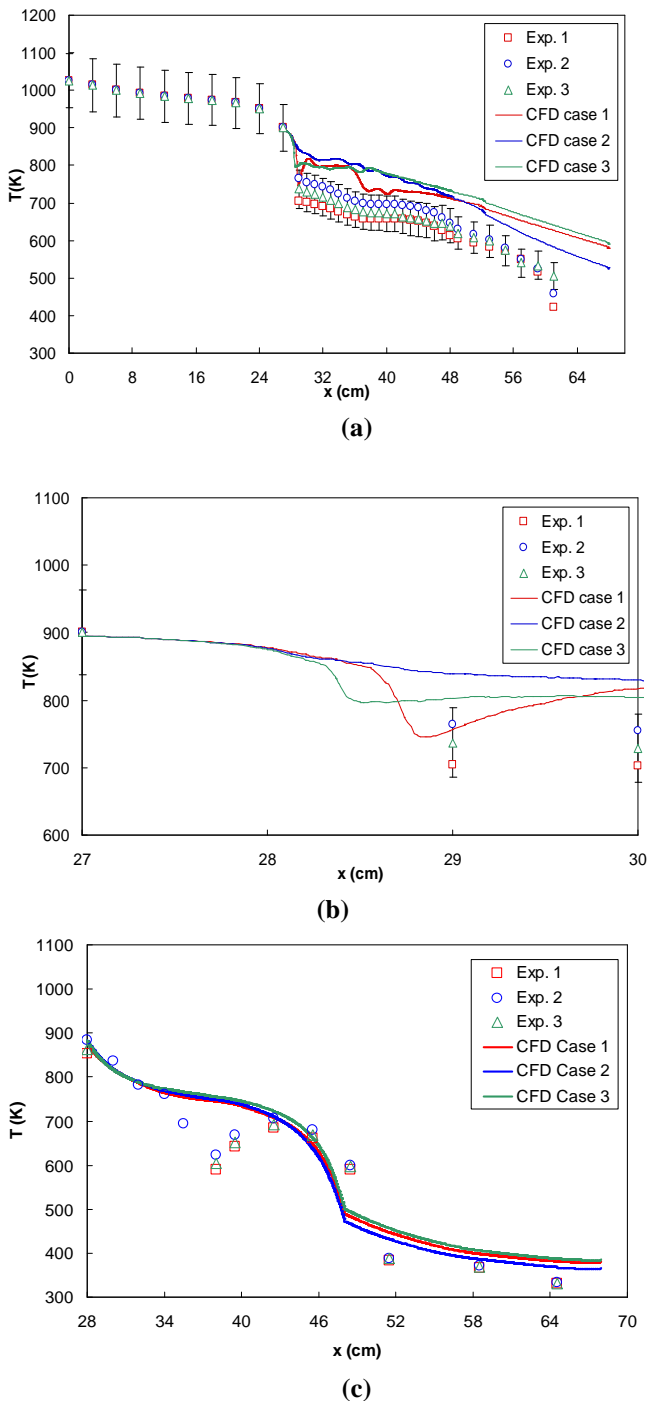 1200
1100
1000
900
800
700
600
500
400
300
T(K)
0 8 16 24 32 40 48 56 64
x (cm)
Exp. 1
Exp. 2
Exp. 3
CFD case 1
CFD case 2
CFD case 3
(a)
1100
1000
900
800
700
600
T(K)
27 28 29 30
x (cm)
Exp. 1
Exp. 2
Exp. 3
CFD case 1
CFD case 2
CFD case 3
(b)
1100
1000
900
800
700
600
500
400
300
T (K)
28 34 40 46 52 58 64 70
x (cm)
Exp. 1
Exp. 2
Exp. 3
CFD Case 1
CFD Case 2
CFD Case 3
(c)